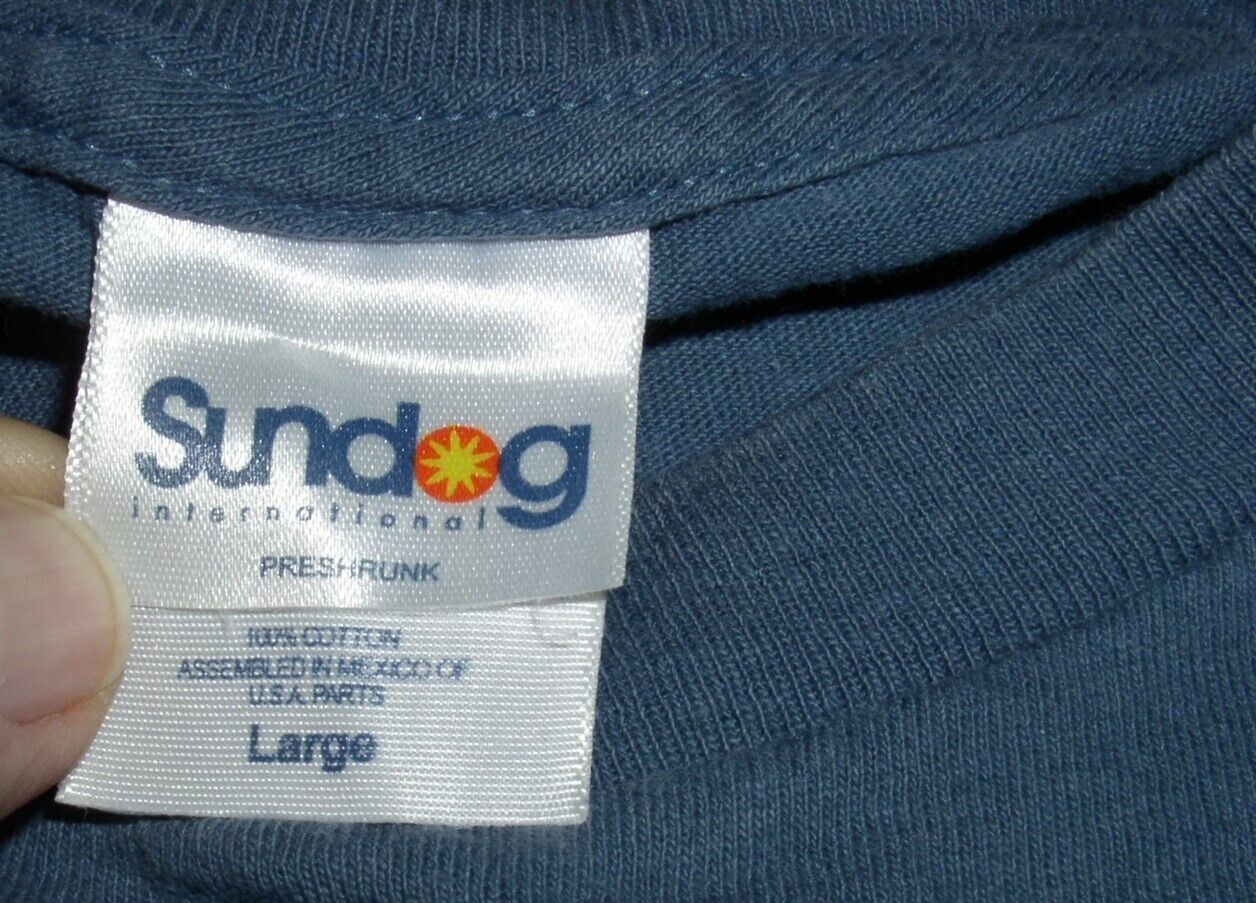 Sundog
international
PRESHRUNK
100% COTTON
ASSEMBLED IN MEXICO OF
U.S.A. PARTS
Large